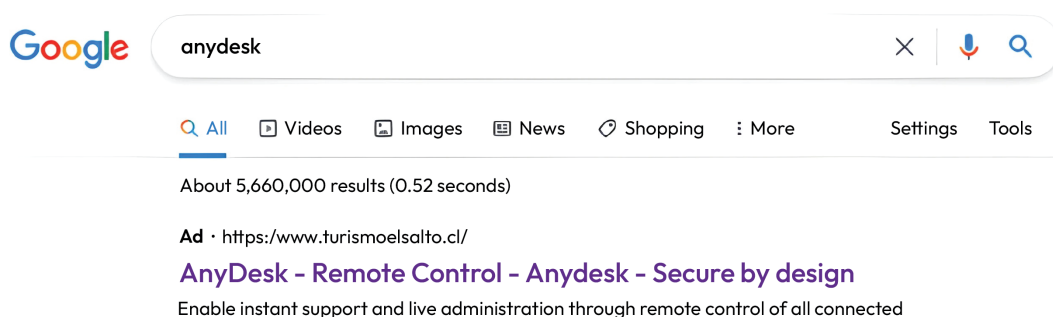 Google
anydesk
All Videos Images News Shopping More Settings Tools
About 5,660,000 results (0.52 seconds)
Ad · https:/www.turismoelsalto.cl/
AnyDesk - Remote Control - Anydesk - Secure by design
Enable instant support and live administration through remote control of all connected